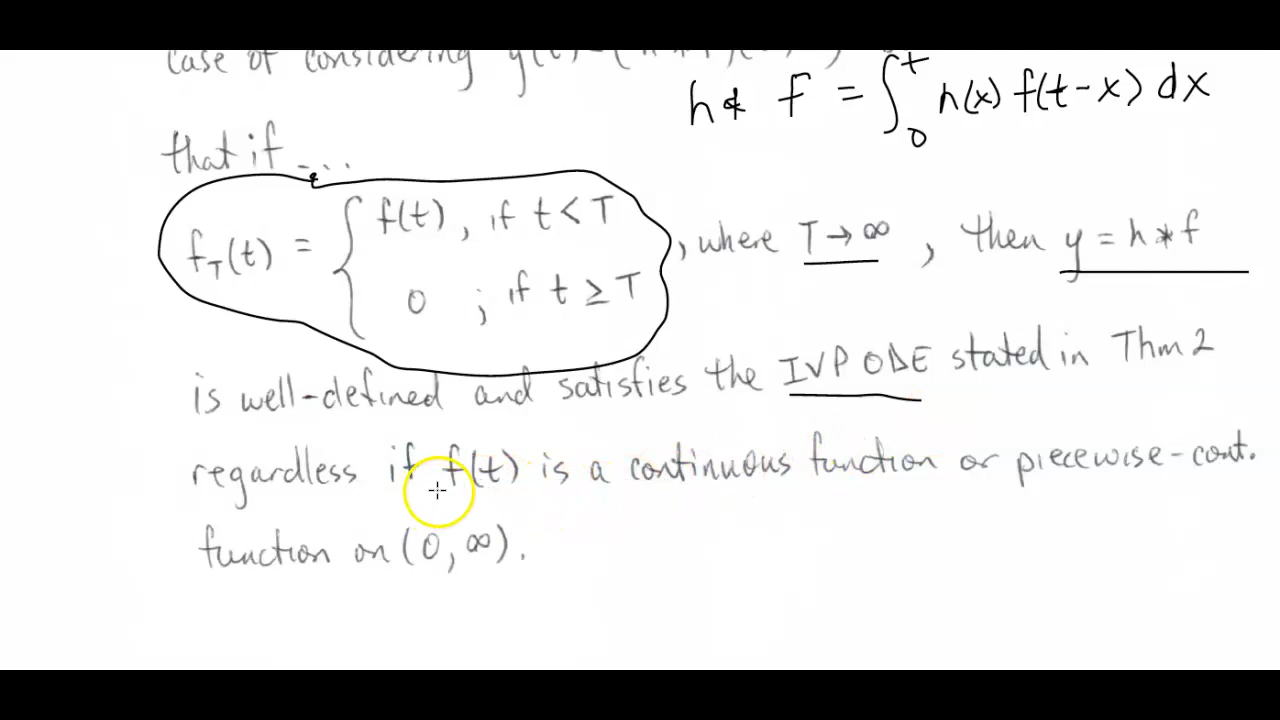 case of considering y(t) = (h * f)(t)
h * f = ∫₀ᵗ h(x) f(t-x) dx
that if ....
f_T(t) = { f(t), if t < T
0 ; if t ≥ T
, where T → ∞, then y = h * f
is well-defined and satisfies the IVP ODE stated in Thm 2
regardless if f(t) is a continuous function or piecewise-cont.
function on (0, ∞).